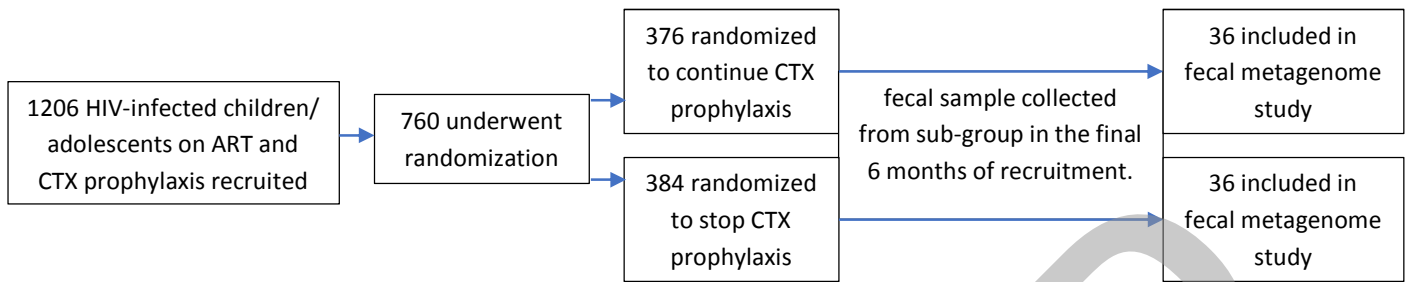 1206 HIV-infected children/
adolescents on ART and
CTX prophylaxis recruited
760 underwent
randomization
376 randomized
to continue CTX
prophylaxis
384 randomized
to stop CTX
prophylaxis
fecal sample collected
from sub-group in the final
6 months of recruitment.
36 included in
fecal metagenome
study
36 included in
fecal metagenome
study